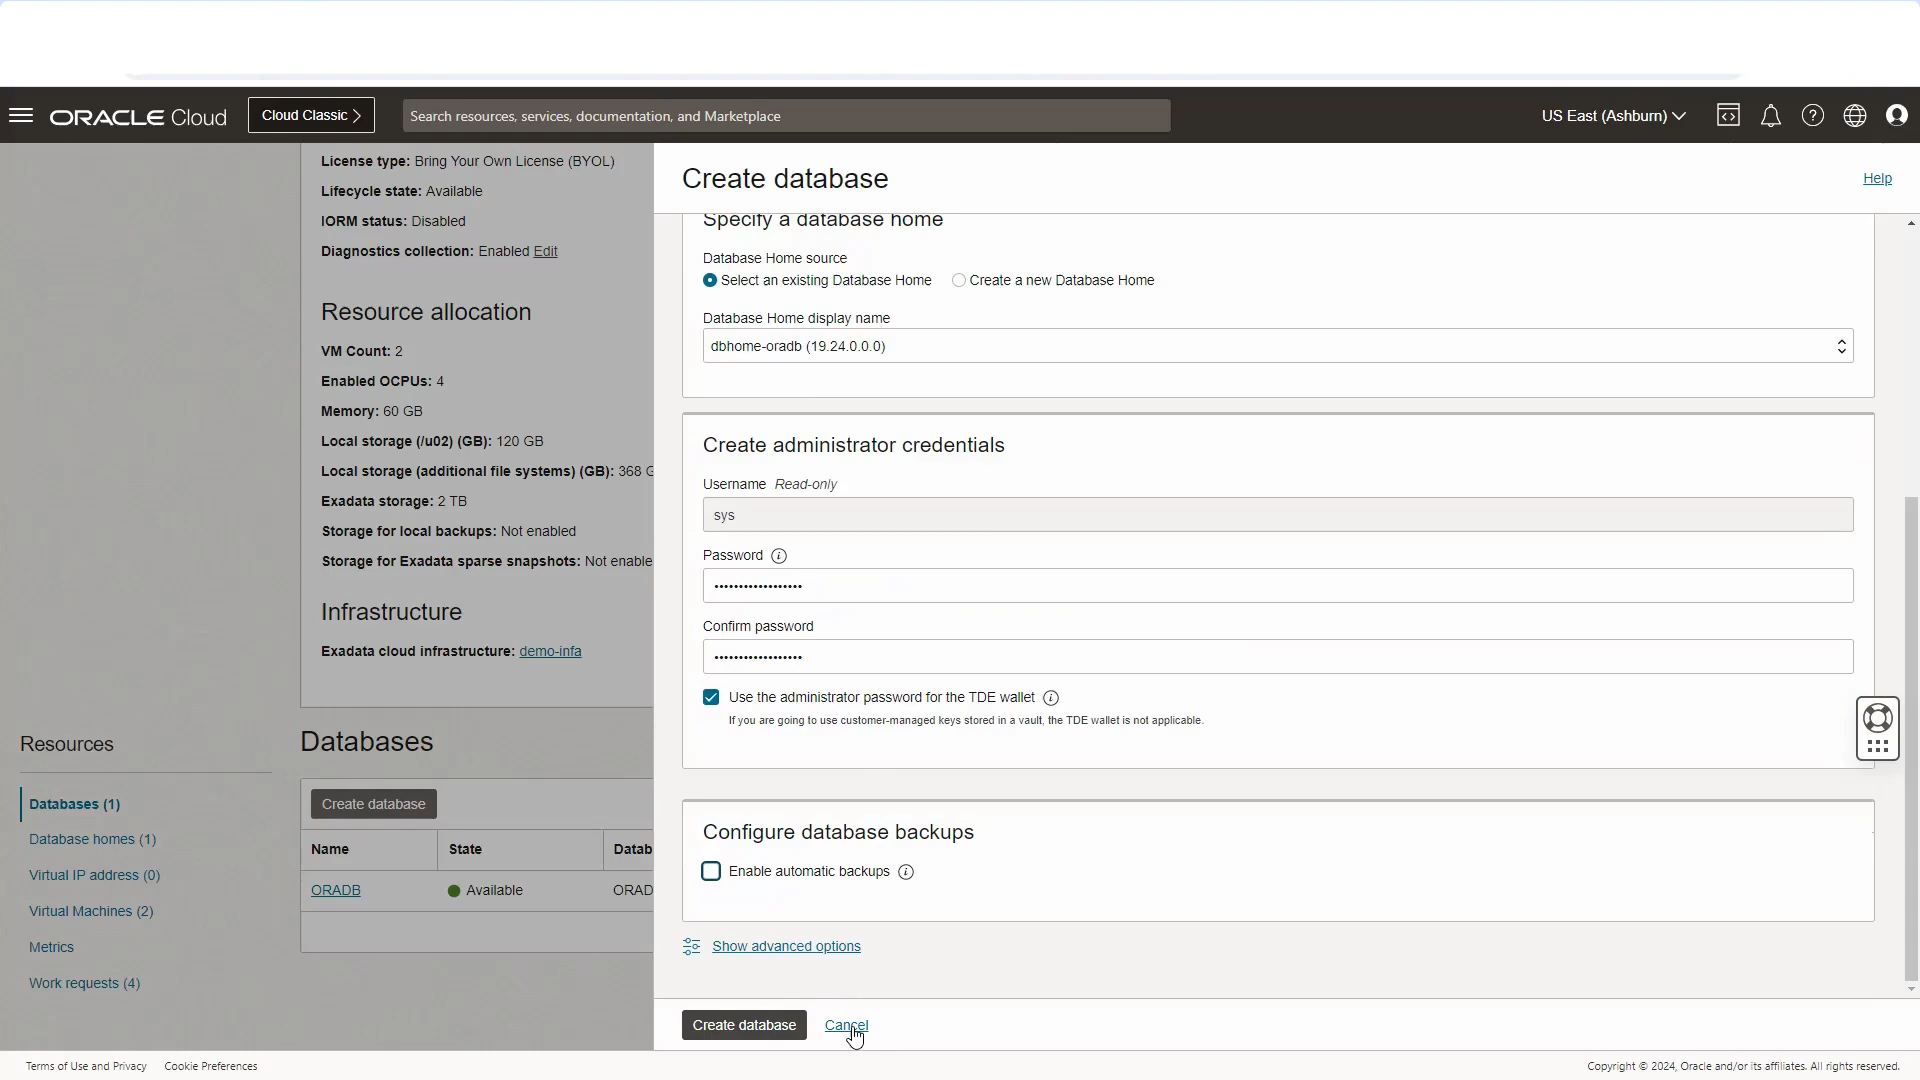 ORACLE Cloud
Cloud Classic
Search resources, services, documentation, and Marketplace
US East (Ashburn)
License type: Bring Your Own License (BYOL)
Lifecycle state: Available
IORM status: Disabled
Diagnostics collection: Enabled Edit
Resource allocation
VM Count: 2
Enabled OCPUs: 4
Memory: 60 GB
Local storage (/u02) (GB): 120 GB
Local storage (additional file systems) (GB): 368 G
Exadata storage: 2 TB
Storage for local backups: Not enabled
Storage for Exadata sparse snapshots: Not enable
Infrastructure
Exadata cloud infrastructure: demo-infa
Resources
Databases (1)
Database homes (1)
Virtual IP address (0)
Virtual Machines (2)
Metrics
Work requests (4)
Databases
Create database
Name State Datab
ORADB Available ORAD
Create database
Help
Specify a database home
Database Home source
Select an existing Database Home Create a new Database Home
Database Home display name
dbhome-oradb (19.24.0.0.0)
Create administrator credentials
Username Read-only
sys
Password
••••••••••••••••••
Confirm password
••••••••••••••••••
Use the administrator password for the TDE wallet
If you are going to use customer-managed keys stored in a vault, the TDE wallet is not applicable.
Configure database backups
Enable automatic backups
Show advanced options
Create database Cancel
Terms of Use and Privacy Cookie Preferences
Copyright © 2024, Oracle and/or its affiliates. All rights reserved.